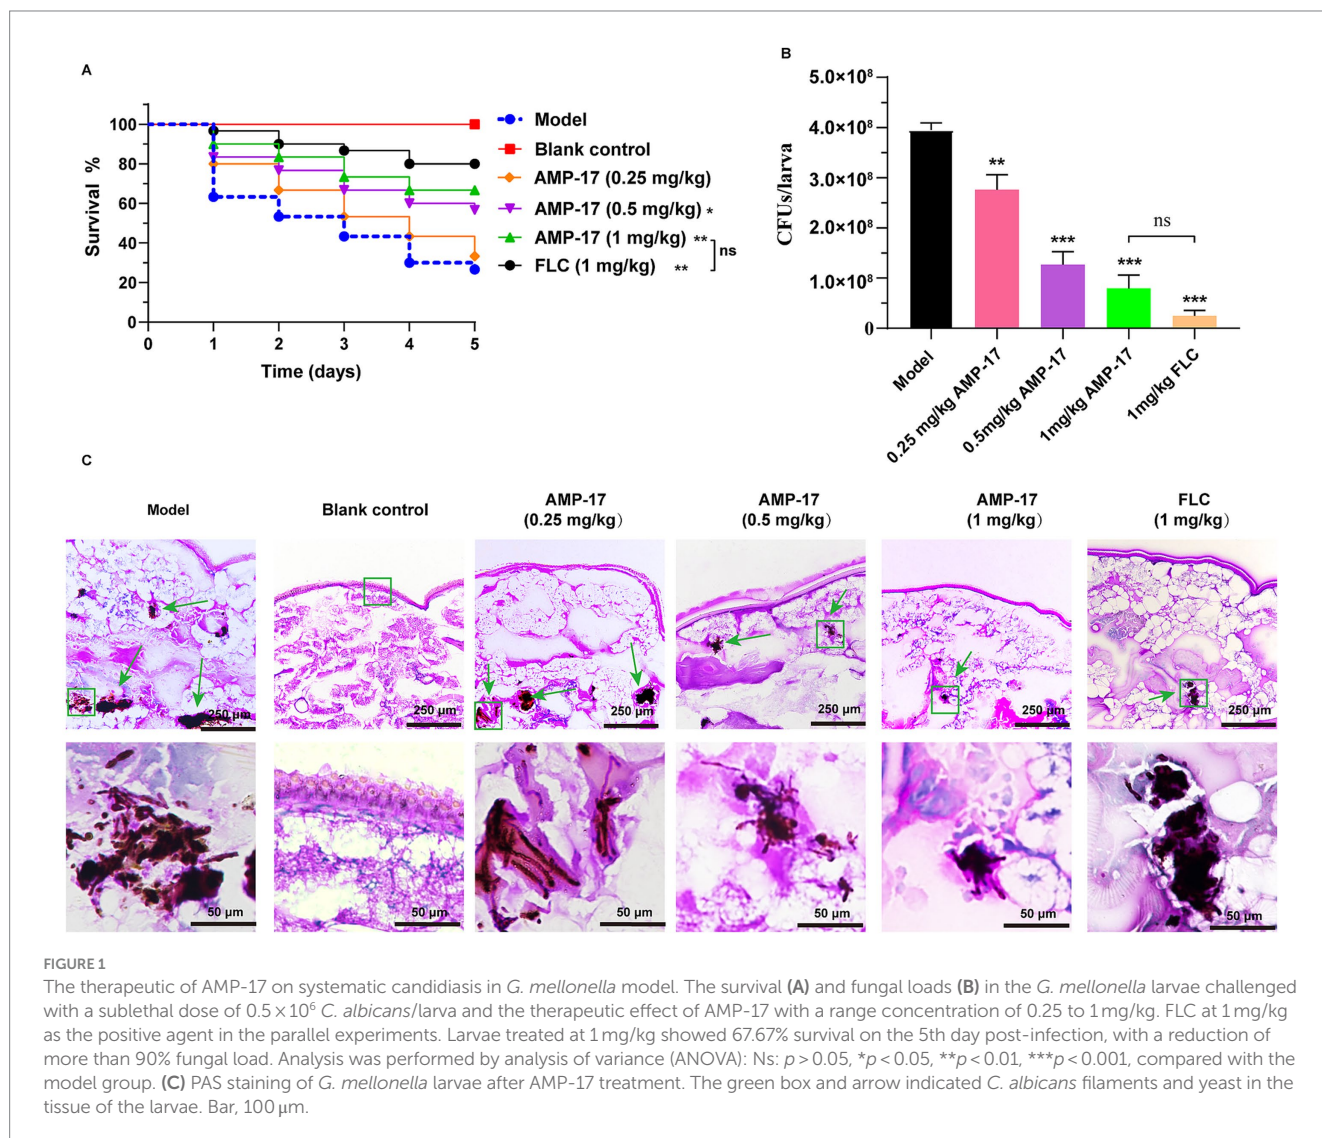 A
100
80
60
40
20
0
Survival %
0 1 2 3 4 5
Time (days)
Model
Blank control
AMP-17 (0.25 mg/kg)
AMP-17 (0.5 mg/kg) *
AMP-17 (1 mg/kg) **
FLC (1 mg/kg) **
ns
B
5.0×10⁸
4.0×10⁸
3.0×10⁸
2.0×10⁸
1.0×10⁸
0
CFUs/larva
**
***
***
***
ns
Model
0.25 mg/kg AMP-17
0.5mg/kg AMP-17
1mg/kg AMP-17
1mg/kg FLC
C
Model
Blank control
AMP-17
(0.25 mg/kg)
AMP-17
(0.5 mg/kg)
AMP-17
(1 mg/kg)
FLC
(1 mg/kg)
250 μm
250 μm
250 μm
250 μm
250 μm
250 μm
50 μm
50 μm
50 μm
50 μm
50 μm
50 μm
FIGURE 1
The therapeutic of AMP-17 on systematic candidiasis in G. mellonella model. The survival (A) and fungal loads (B) in the G. mellonella larvae challenged
with a sublethal dose of 0.5×10⁶ C. albicans/larva and the therapeutic effect of AMP-17 with a range concentration of 0.25 to 1 mg/kg. FLC at 1 mg/kg
as the positive agent in the parallel experiments. Larvae treated at 1 mg/kg showed 67.67% survival on the 5th day post-infection, with a reduction of
more than 90% fungal load. Analysis was performed by analysis of variance (ANOVA): Ns: p>0.05, *p<0.05, **p<0.01, ***p<0.001, compared with the
model group. (C) PAS staining of G. mellonella larvae after AMP-17 treatment. The green box and arrow indicated C. albicans filaments and yeast in the
tissue of the larvae. Bar, 100 μm.